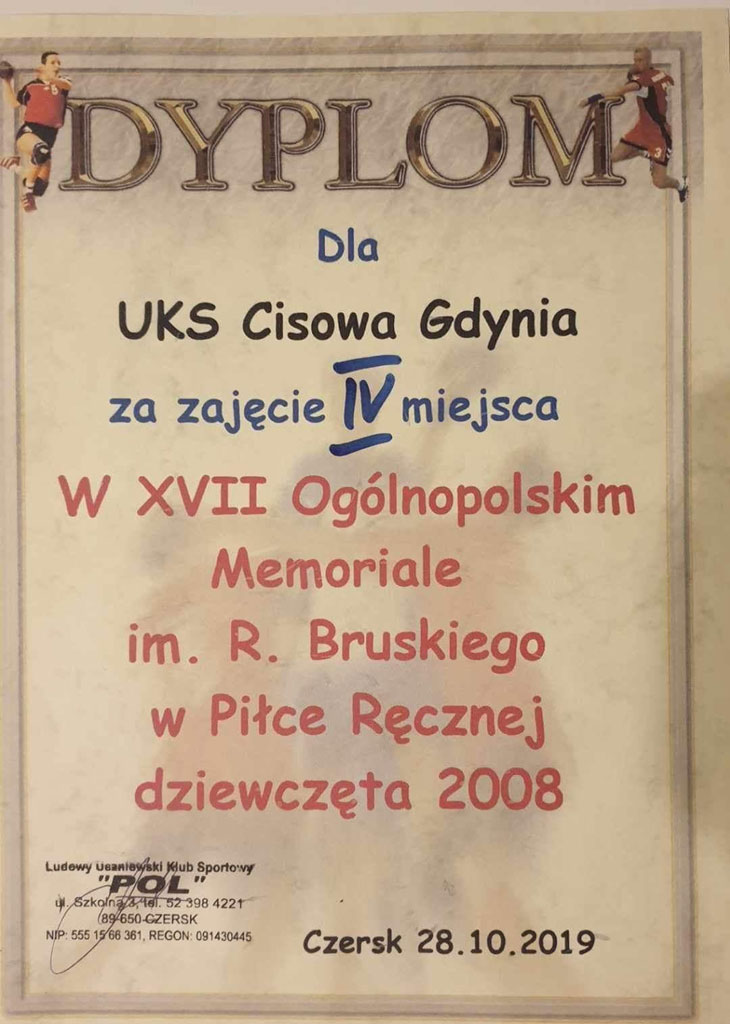 DYPLOM
Dla
UKS Cisowa Gdynia
za zajęcie IV miejsca
W XVII Ogólnopolskim
Memoriale
im. R. Bruskiego
w Piłce Ręcznej
dziewczęta 2008
Ludowy Uczniowski Klub Sportowy
"POL"
ul. Szkolna 3, tel. 52 398 4221
89-650 CZERSK
NIP: 555 15 66 361, REGON: 091430445
Czersk 28.10.2019